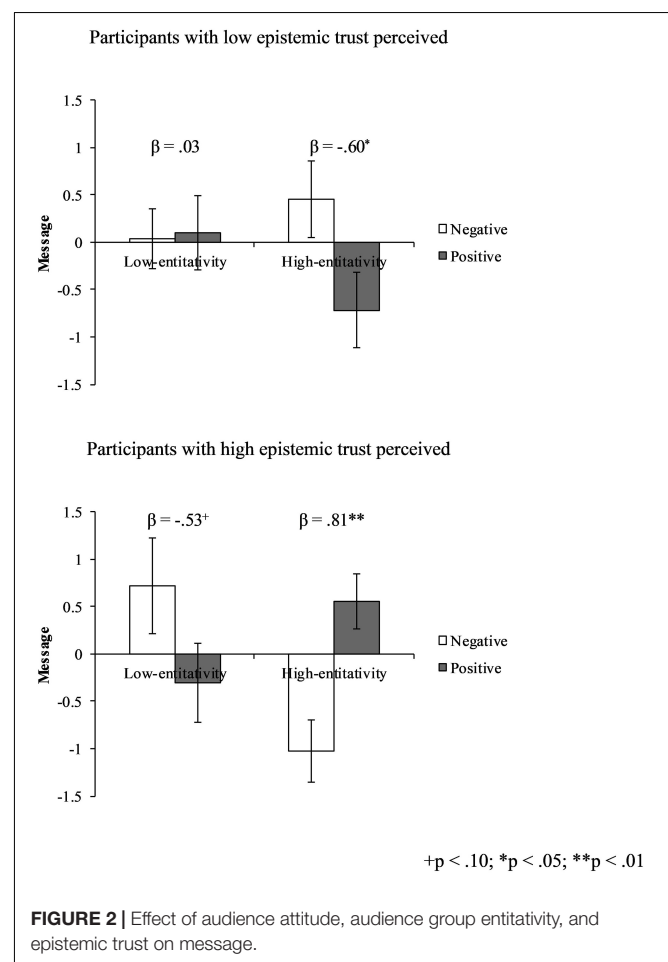 Participants with low epistemic trust perceived
1.5
β = .03 β = -.60*
1
0.5
Message
0
Low-entitativity High-entitativity
-0.5
-1
-1.5
Negative
Positive
Participants with high epistemic trust perceived
1.5
β = -.53+ β = .81**
1
0.5
Message
0
Low-entitativity High-entitativity
-0.5
-1
-1.5
Negative
Positive
+p < .10; *p < .05; **p < .01
FIGURE 2 | Effect of audience attitude, audience group entitativity, and
epistemic trust on message.